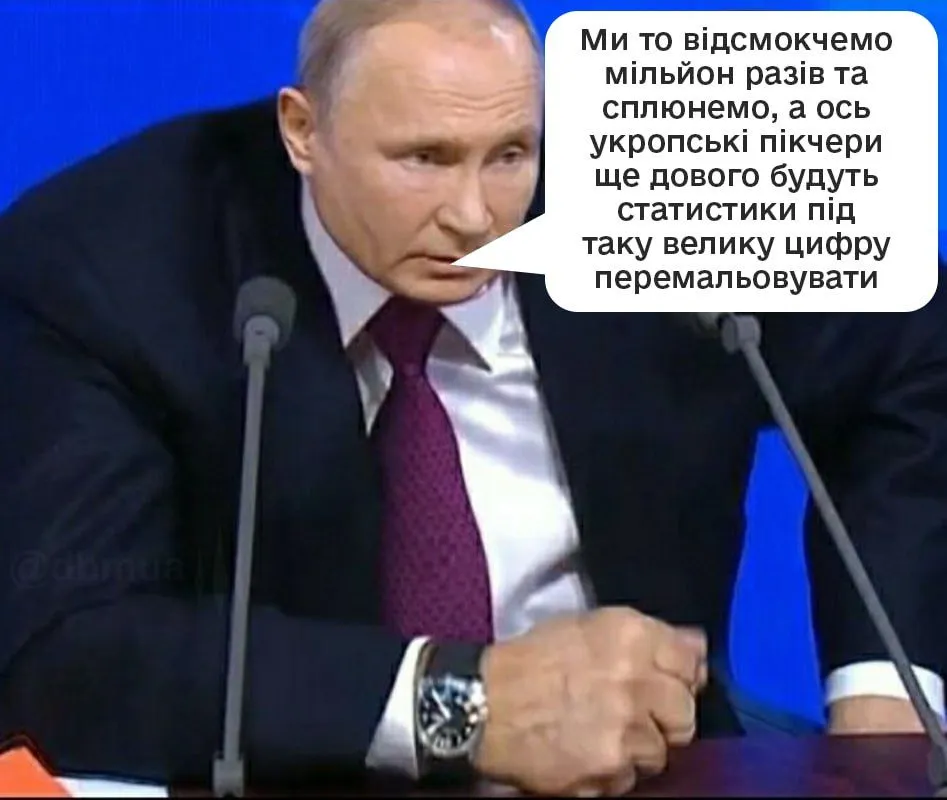 Ми то відсмокчемо
мільйон разів та
сплюнемо, а ось
укропські пікчери
ще дового будуть
статистики під
таку велику цифру
перемальовувати